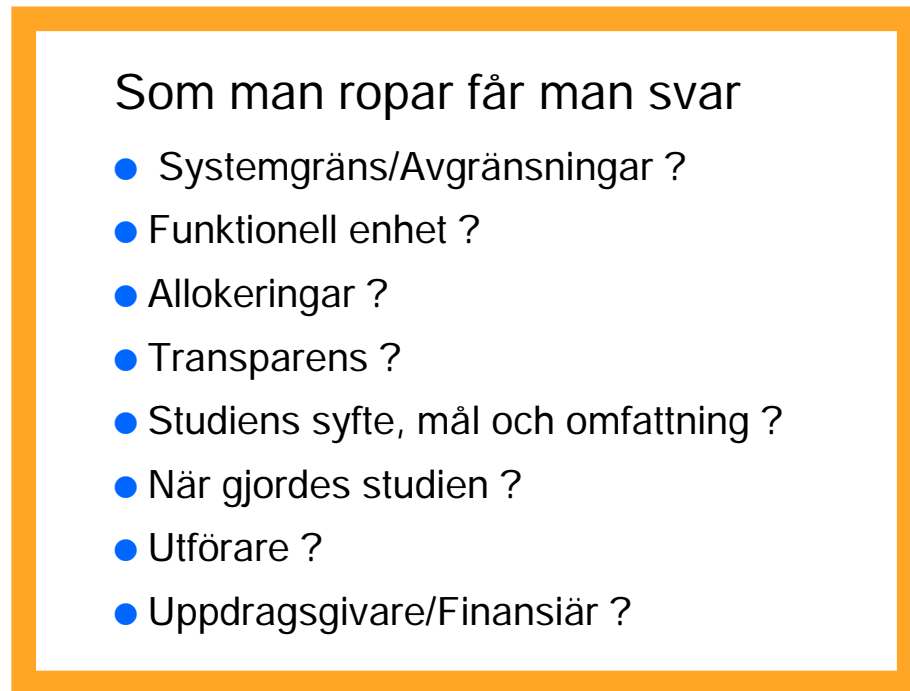 Som man ropar får man svar
● Systemgräns/Avgränsningar ?
● Funktionell enhet ?
● Allokeringar ?
● Transparens ?
● Studiens syfte, mål och omfattning ?
● När gjordes studien ?
● Utförare ?
● Uppdragsgivare/Finansiär ?